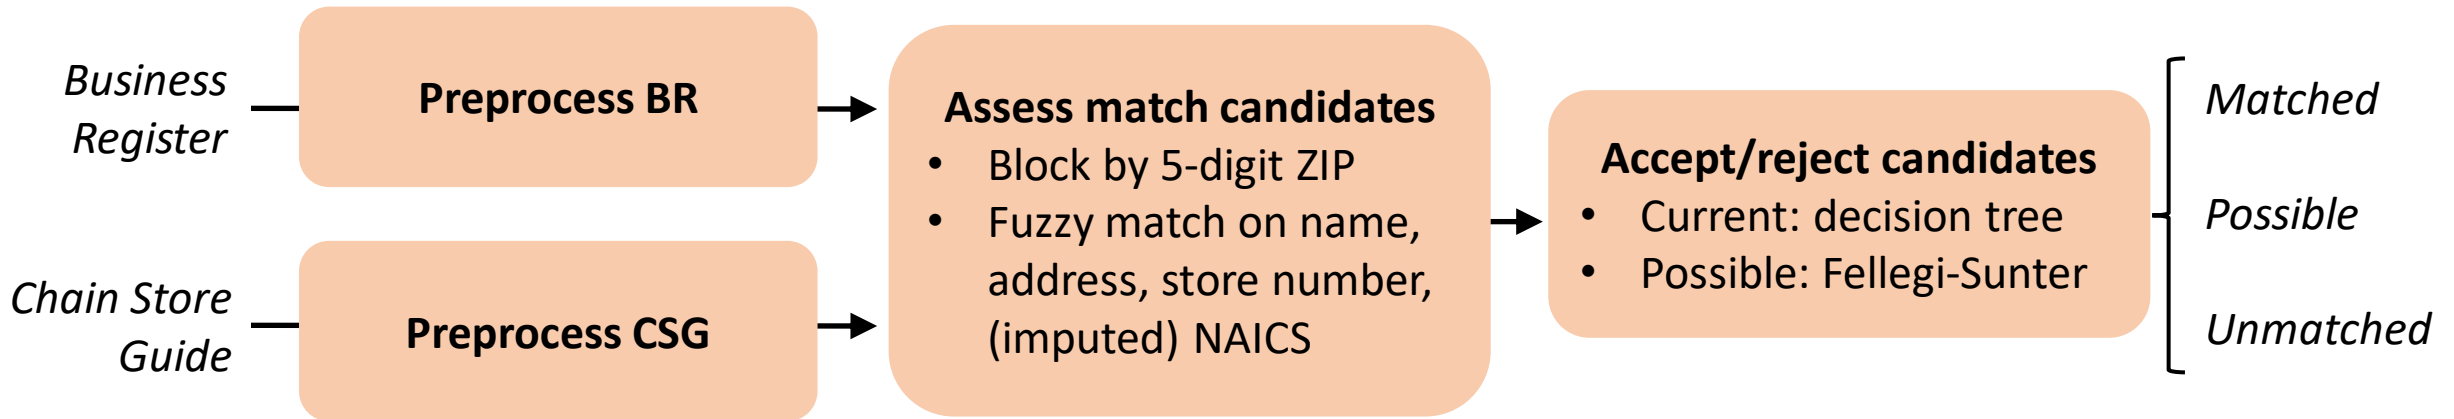 Business
Register
Preprocess BR
Chain Store
Guide
Preprocess CSG
Assess match candidates
• Block by 5-digit ZIP
• Fuzzy match on name,
address, store number,
(imputed) NAICS
Accept/reject candidates
• Current: decision tree
• Possible: Fellegi-Sunter
Matched
Possible
Unmatched